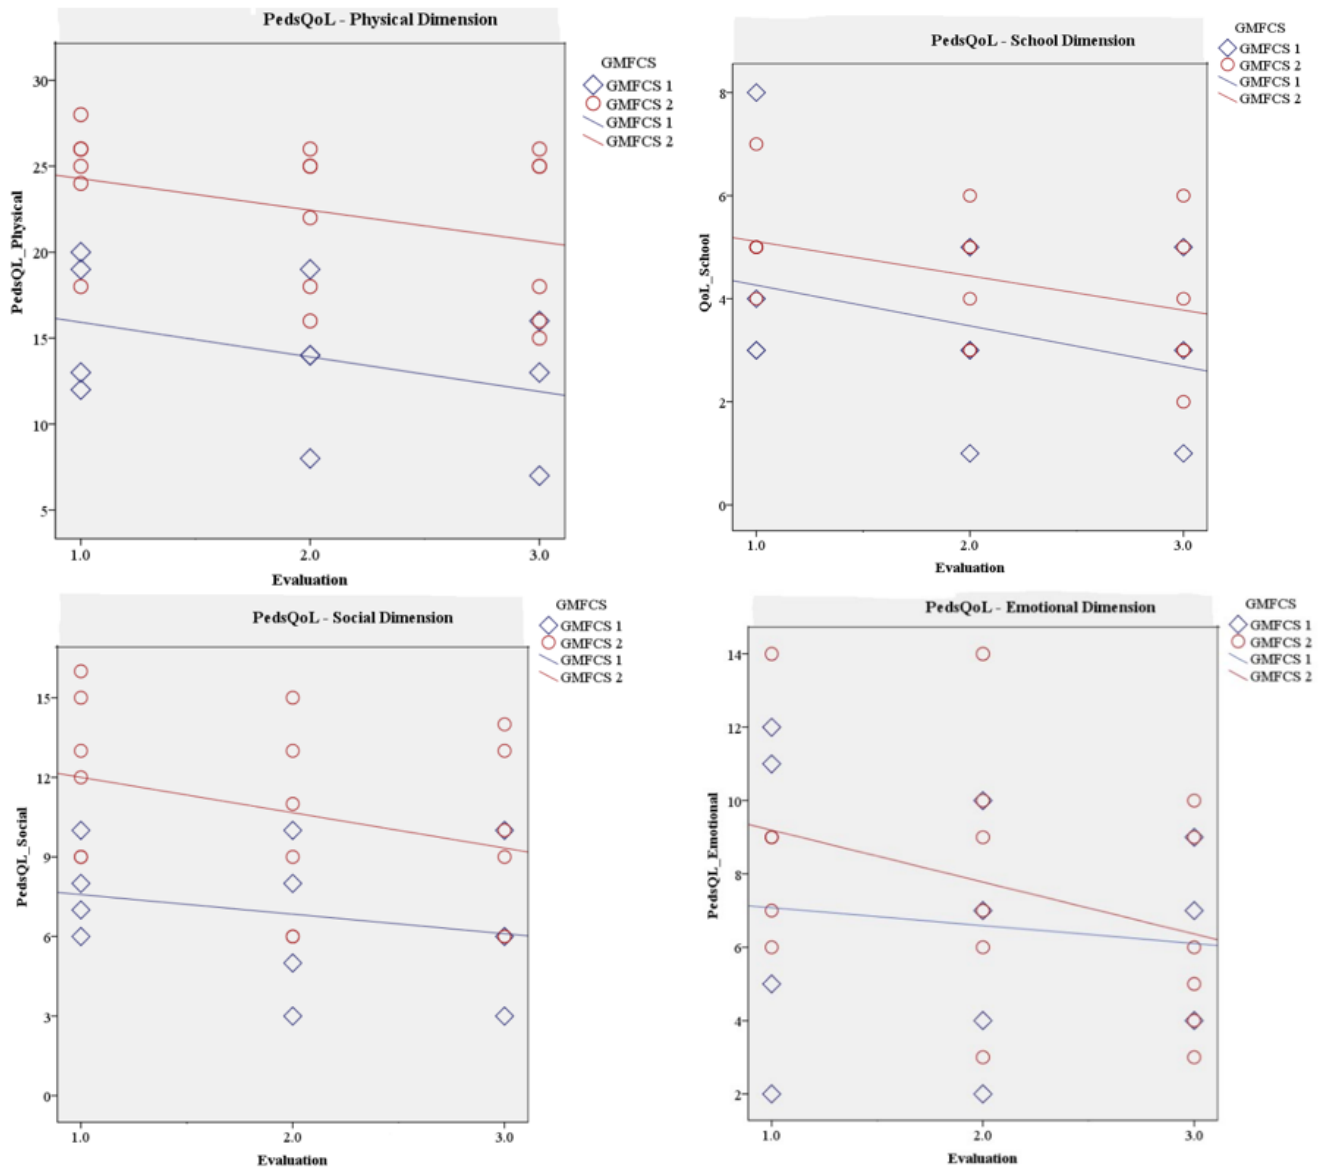 PedsQoL - Physical Dimension
30
25
20
15
10
5
PedsQL_Physical
1.0 2.0 3.0
Evaluation
GMFCS
GMFCS 1
GMFCS 2
GMFCS 1
GMFCS 2
PedsQoL - School Dimension
8
6
4
2
0
QoL_School
1.0 2.0 3.0
Evaluation
GMFCS
GMFCS 1
GMFCS 2
GMFCS 1
GMFCS 2
PedsQoL - Social Dimension
15
12
9
6
3
0
PedsQL_Social
1.0 2.0 3.0
Evaluation
GMFCS
GMFCS 1
GMFCS 2
GMFCS 1
GMFCS 2
PedsQoL - Emotional Dimension
14
12
10
8
6
4
2
PedsQL_Emotional
1.0 2.0 3.0
Evaluation
GMFCS
GMFCS 1
GMFCS 2
GMFCS 1
GMFCS 2